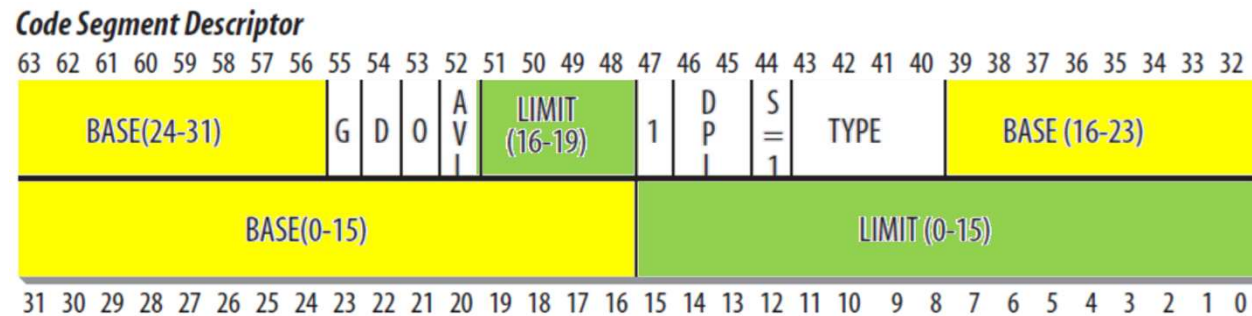 Code Segment Descriptor
63 62 61 60 59 58 57 56 55 54 53 52 51 50 49 48 47 46 45 44 43 42 41 40 39 38 37 36 35 34 33 32
BASE(24-31) G D O A V L LIMIT (16-19) 1 D P L S = 1 TYPE BASE (16-23)
BASE(0-15) LIMIT (0-15)
31 30 29 28 27 26 25 24 23 22 21 20 19 18 17 16 15 14 13 12 11 10 9 8 7 6 5 4 3 2 1 0